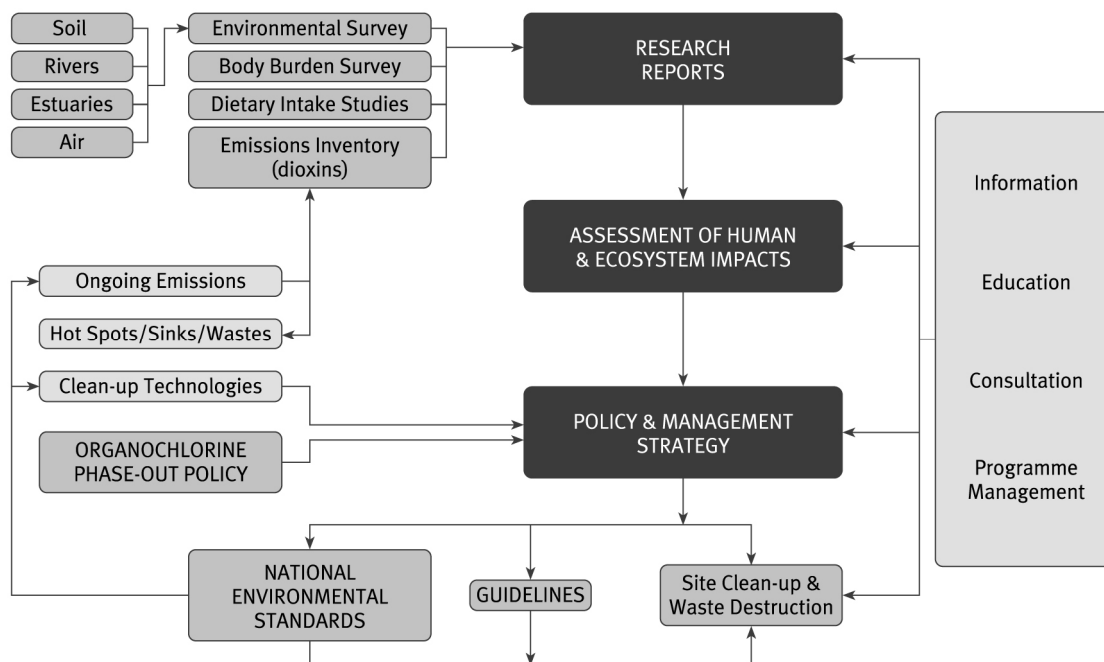 Soil
Rivers
Estuaries
Air
Environmental Survey
Body Burden Survey
Dietary Intake Studies
Emissions Inventory
(dioxins)
RESEARCH
REPORTS
ASSESSMENT OF HUMAN
& ECOSYSTEM IMPACTS
Ongoing Emissions
Hot Spots/Sinks/Wastes
Clean-up Technologies
ORGANOCHLORINE
PHASE-OUT POLICY
POLICY & MANAGEMENT
STRATEGY
NATIONAL
ENVIRONMENTAL
STANDARDS
GUIDELINES
Site Clean-up &
Waste Destruction
Information
Education
Consultation
Programme
Management